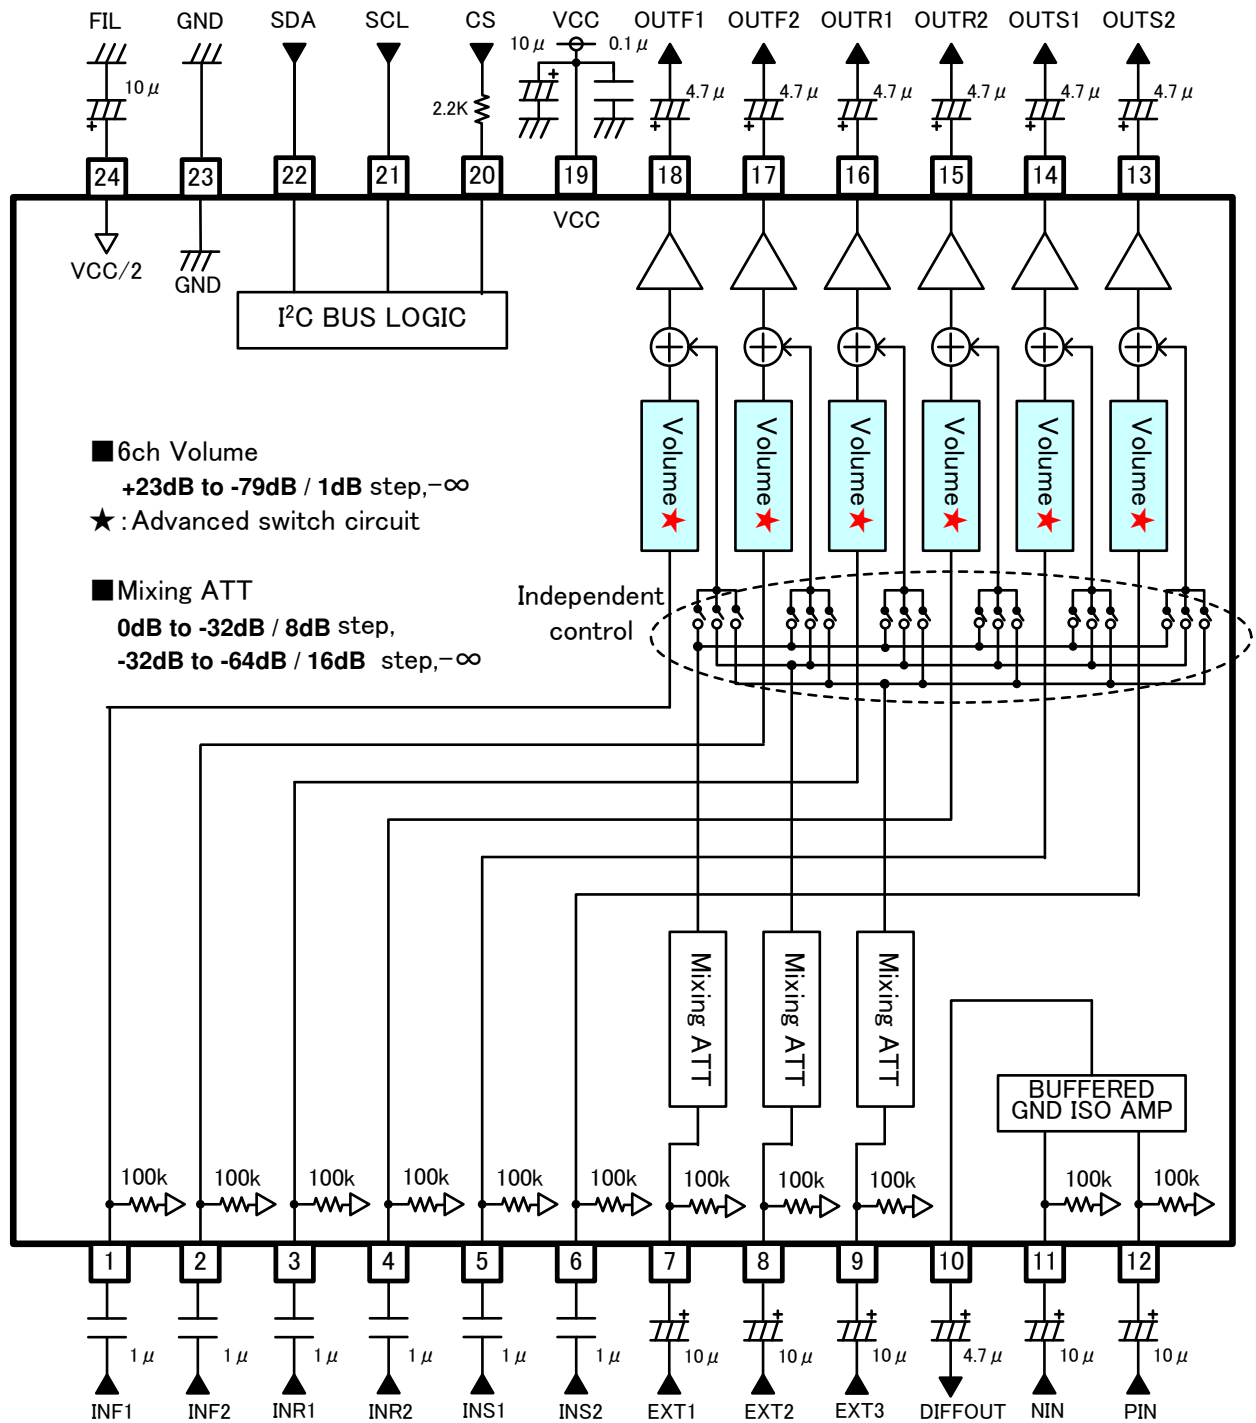 FIL GND SDA SCL CS VCC OUTF1 OUTF2 OUTR1 OUTR2 OUTS1 OUTS2
10μ 2.2K 10μ 0.1μ 4.7μ 4.7μ 4.7μ 4.7μ 4.7μ 4.7μ
24 23 22 21 20 19 18 17 16 15 14 13
VCC
VCC/2 GND
I²C BUS LOGIC
Volume★ Volume★ Volume★ Volume★ Volume★ Volume★
■6ch Volume
+23dB to -79dB / 1dB step,-∞
★:Advanced switch circuit
■Mixing ATT
0dB to -32dB / 8dB step,
-32dB to -64dB / 16dB step,-∞
Independent
control
Mixing ATT Mixing ATT Mixing ATT
BUFFERED
GND ISO AMP
100k 100k 100k 100k 100k 100k 100k 100k 100k 100k 100k
1 2 3 4 5 6 7 8 9 10 11 12
1μ 1μ 1μ 1μ 1μ 1μ 10μ 10μ 10μ 4.7μ 10μ 10μ
INF1 INF2 INR1 INR2 INS1 INS2 EXT1 EXT2 EXT3 DIFFOUT NIN PIN